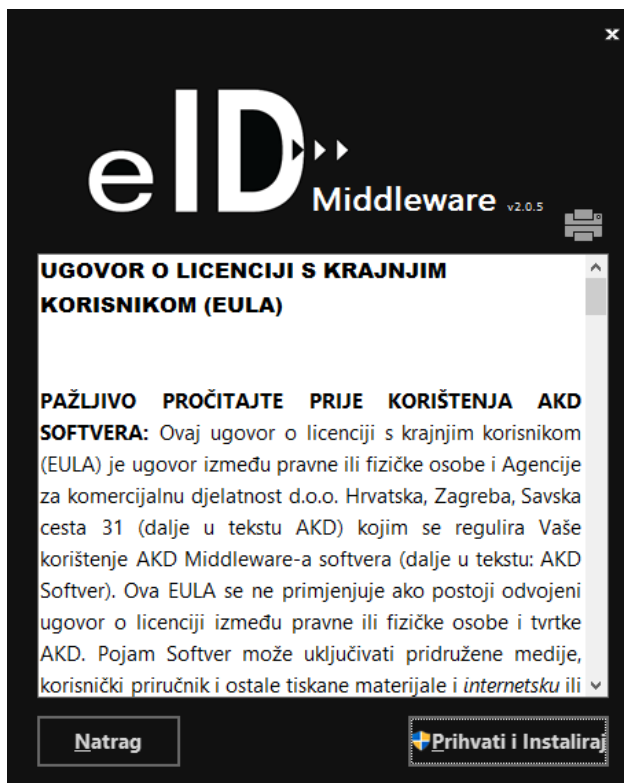 x
eID
Middleware v2.0.5
UGOVOR O LICENCIJI S KRAJNJIM
KORISNIKOM (EULA)
PAŽLJIVO PROČITAJTE PRIJE KORIŠTENJA AKD
SOFTVERA: Ovaj ugovor o licenciji s krajnjim korisnikom
(EULA) je ugovor između pravne ili fizičke osobe i Agencije
za komercijalnu djelatnost d.o.o. Hrvatska, Zagreba, Savska
cesta 31 (dalje u tekstu AKD) kojim se regulira Vaše
korištenje AKD Middleware-a softvera (dalje u tekstu: AKD
Softver). Ova EULA se ne primjenjuje ako postoji odvojeni
ugovor o licenciji između pravne ili fizičke osobe i tvrtke
AKD. Pojam Softver može uključivati pridružene medije,
korisnički priručnik i ostale tiskane materijale i internetsku ili
Natrag
Prihvati i Instaliraj